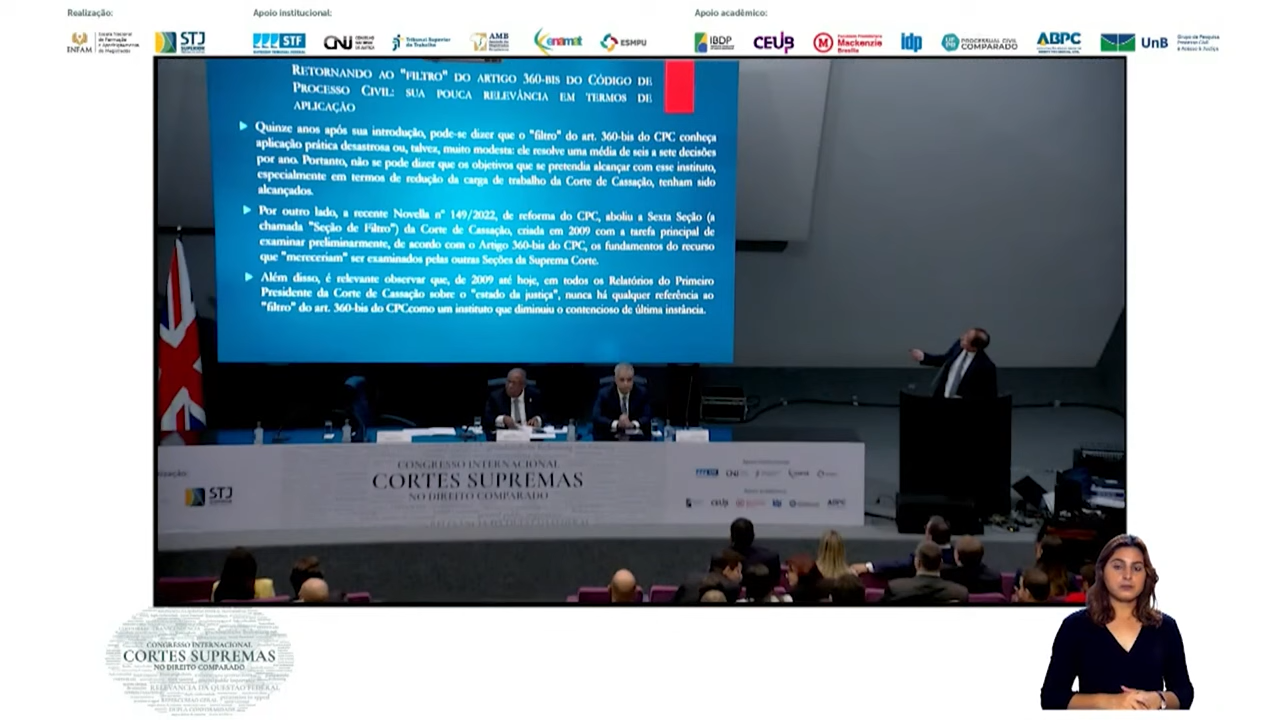 Realização:
Apoio institucional:
Apoio acadêmico:
ENFAM
STJ
STF
CNJ
Tribunal Superior do Trabalho
AMB
enamat
ESMPU
IBDP
CEUB
Mackenzie
idp
PROCESSUAL CIVIL COMPARADO
ABPC
UnB
RETORNANDO AO "FILTRO" DO ARTIGO 360-BIS DO CÓDIGO DE
PROCESSO CIVIL: SUA POUCA RELEVÂNCIA EM TERMOS DE
APLICAÇÃO
Quinze anos após sua introdução, pode-se dizer que o "filtro" do art. 360-bis do CPC conheça
aplicação prática desastrosa ou, talvez, muito modesta: ele resolve uma média de seis a sete decisões
por ano. Portanto, não se pode dizer que os objetivos que se pretendia alcançar com esse instituto,
especialmente em termos de redução da carga de trabalho da Corte de Cassação, tenham sido
alcançados.
Por outro lado, a recente Novella nº 149/2022, de reforma do CPC, aboliu a Sexta Seção (a
chamada "Seção de Filtro") da Corte de Cassação, criada em 2009 com a tarefa principal de
examinar preliminarmente, de acordo com o Artigo 360-bis do CPC, os fundamentos do recurso
que "mereceriam" ser examinados pelas outras Seções da Suprema Corte.
Além disso, é relevante observar que, de 2009 até hoje, em todos os Relatórios do Primeiro
Presidente da Corte de Cassação sobre o "estado da justiça", nunca há qualquer referência ao
"filtro" do art. 360-bis do CPCcomo um instituto que diminuiu o contencioso de última instância.
STJ
CONGRESSO INTERNACIONAL
CORTES SUPREMAS
NO DIREITO COMPARADO
ABPC
CONGRESSO INTERNACIONAL
CORTES SUPREMAS
NO DIREITO COMPARADO
RELEVÂNCIA DA QUESTÃO FEDERAL